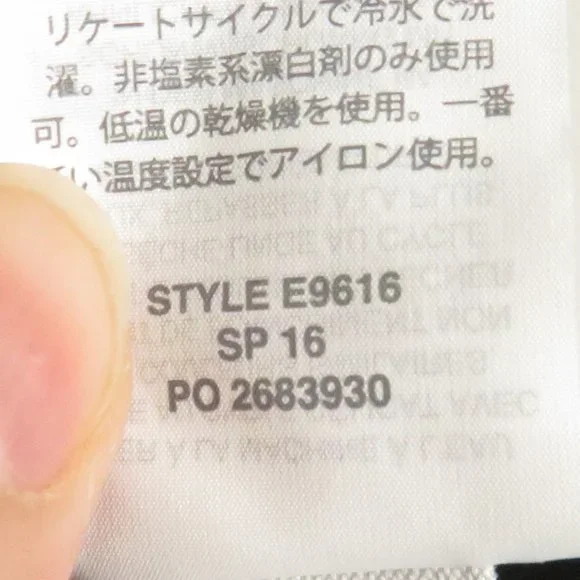 リケートサイクルで冷水で洗
濯。非塩素系漂白剤のみ使用
可。低温の乾燥機を使用。一番
い温度設定でアイロン使用。
STYLE E9616
SP 16
PO 2683930